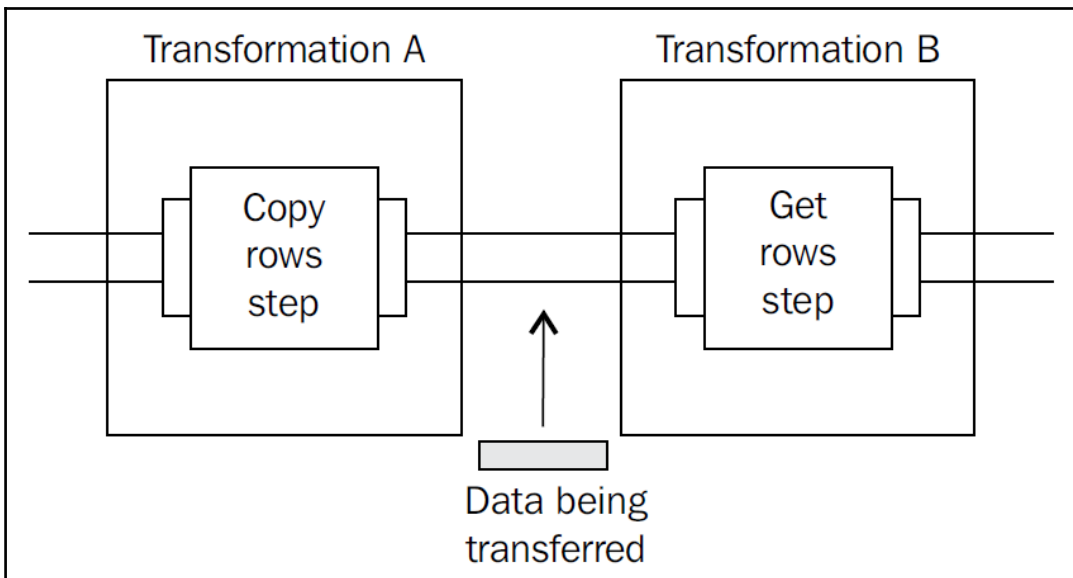 Transformation A
Transformation B
Copy
rows
step
Get
rows
step
Data being
transferred